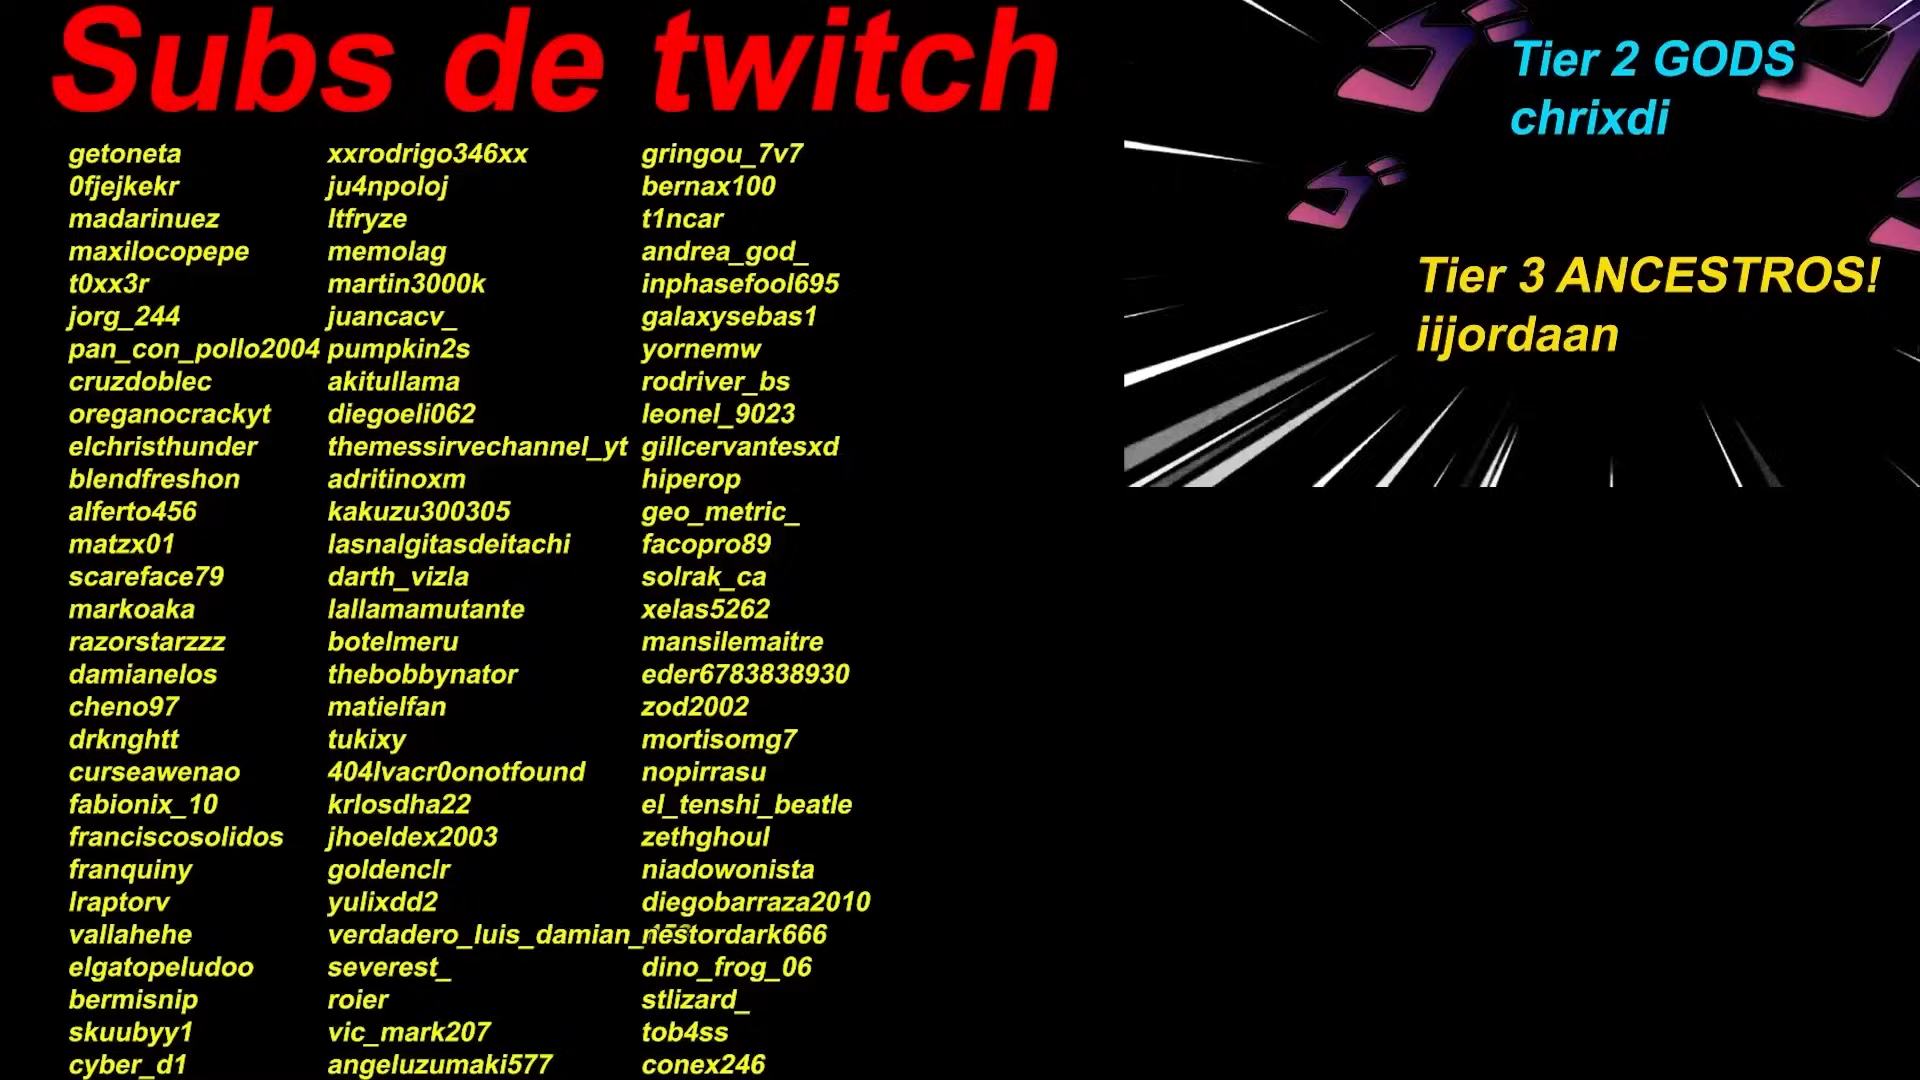 Subs de twitch
getoneta
0fjejkekr
madarinuez
maxilocopepe
t0xx3r
jorg_244
pan_con_pollo2004
cruzdoblec
oreganocrackyt
elchristhunder
blendfreshon
alferto456
matzx01
scareface79
markoaka
razorstarzzz
damianelos
cheno97
drknghtt
curseawenao
fabionix_10
franciscosolidos
franquiny
lraptorv
vallahehe
elgatopeludoo
bermisnip
skuubyy1
cyber_d1
xxrodrigo346xx
ju4npoloj
ltfryze
memolag
martin3000k
juancacv_
pumpkin2s
akitullama
diegoeli062
themessirvechannel_yt
adritinoxm
kakuzu300305
lasnalgitasdeitachi
darth_vizla
lallamamutante
botelmeru
thebobbynator
matielfan
tukixy
404lvacr0onotfound
krlosdha22
jhoeldex2003
goldenclr
yulixdd2
verdadero_luis_damian_
severest_
roier
vic_mark207
angeluzumaki577
gringou_7v7
bernax100
t1ncar
andrea_god_
inphasefool695
galaxysebas1
yornemw
rodriver_bs
leonel_9023
gillcervantesxd
hiperop
geo_metric_
facopro89
solrak_ca
xelas5262
mansilemaitre
eder6783838930
zod2002
mortisomg7
nopirrasu
el_tenshi_beatle
zethghoul
niadowonista
diegobarraza2010
nestordark666
dino_frog_06
stlizard_
tob4ss
conex246
Tier 2 GODS
chrixdi
Tier 3 ANCESTROS!
iijordaan